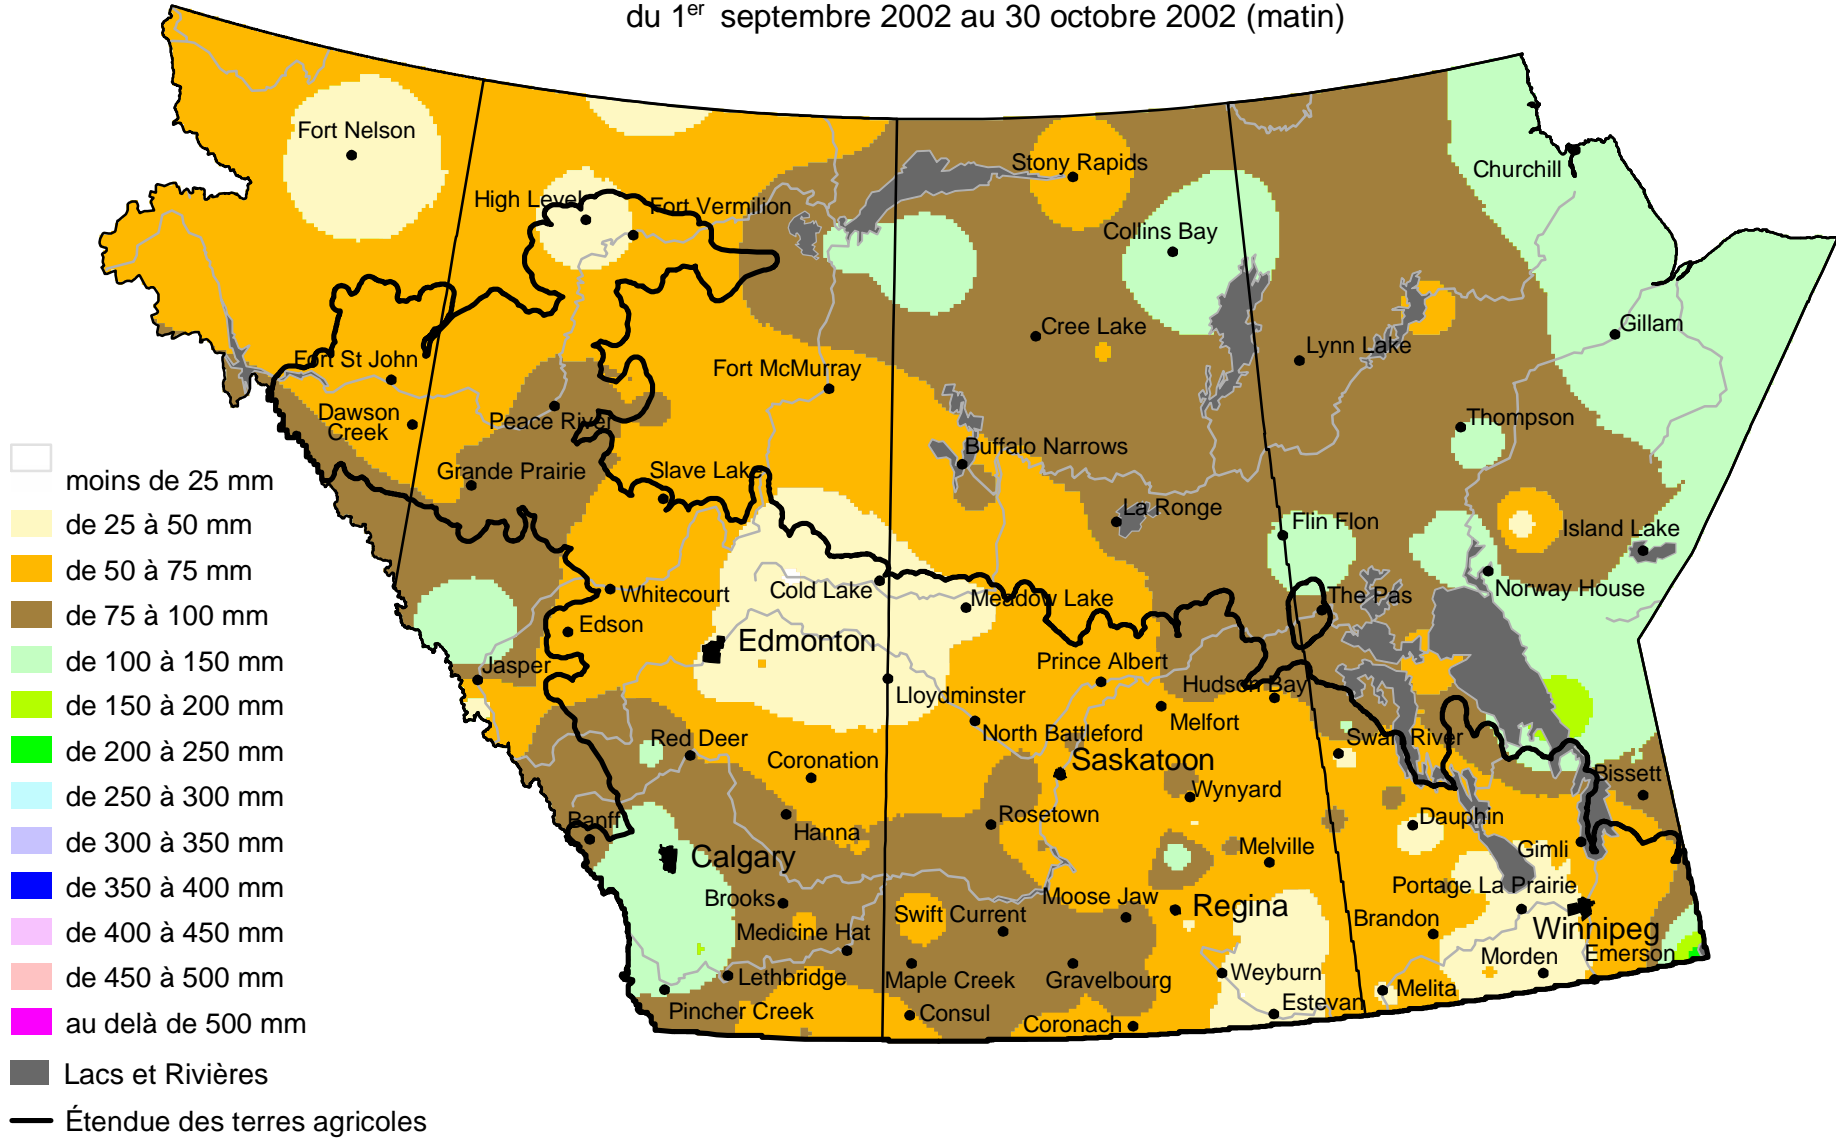 du 1er septembre 2002 au 30 octobre 2002 (matin)
Fort Nelson
High Level
Fort Vermilion
Stony Rapids
Collins Bay
Churchill
Fort St John
Dawson
Creek
Peace River
Grande Prairie
Slave Lake
Fort McMurray
Cree Lake
Lynn Lake
Gillam
Buffalo Narrows
Thompson
La Ronge
Flin Flon
Island Lake
Norway House
The Pas
Whitecourt
Cold Lake
Meadow Lake
Edson
Edmonton
Jasper
Prince Albert
Hudson Bay
Lloydminster
Melfort
North Battleford
Red Deer
Coronation
Saskatoon
Swan River
Bissett
Wynyard
Banff
Hanna
Rosetown
Dauphin
Calgary
Melville
Gimli
Brooks
Moose Jaw
Regina
Portage La Prairie
Swift Current
Brandon
Winnipeg
Medicine Hat
Lethbridge
Maple Creek
Gravelbourg
Weyburn
Morden
Emerson
Melita
Pincher Creek
Consul
Coronach
Estevan
moins de 25 mm
de 25 à 50 mm
de 50 à 75 mm
de 75 à 100 mm
de 100 à 150 mm
de 150 à 200 mm
de 200 à 250 mm
de 250 à 300 mm
de 300 à 350 mm
de 350 à 400 mm
de 400 à 450 mm
de 450 à 500 mm
au delà de 500 mm
Lacs et Rivières
Étendue des terres agricoles